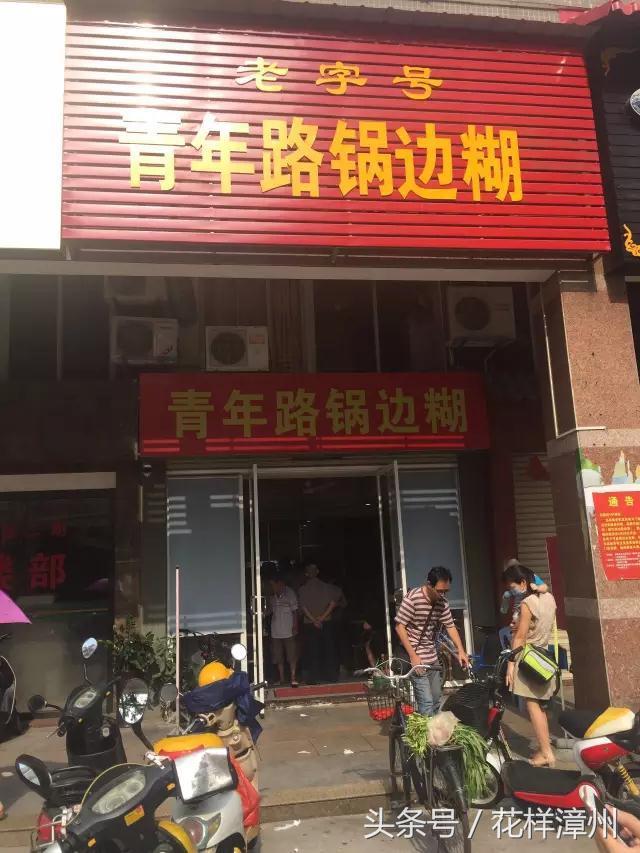 老字号
青年路锅边糊
青年路锅边糊
部
通告
头条号 / 花样漳州